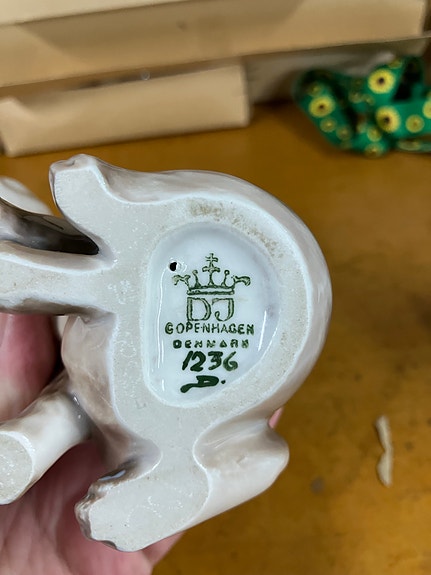 DJ
COPENHAGEN
DENMARK
1236
D.